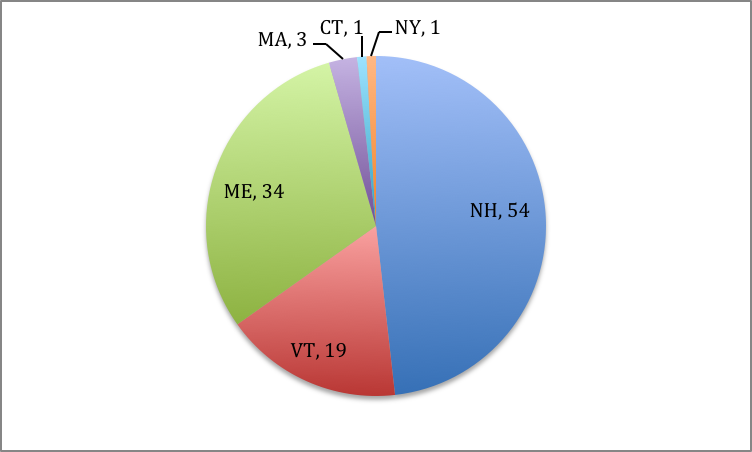 CT, 1
NY, 1
MA, 3
ME, 34
NH, 54
VT, 19